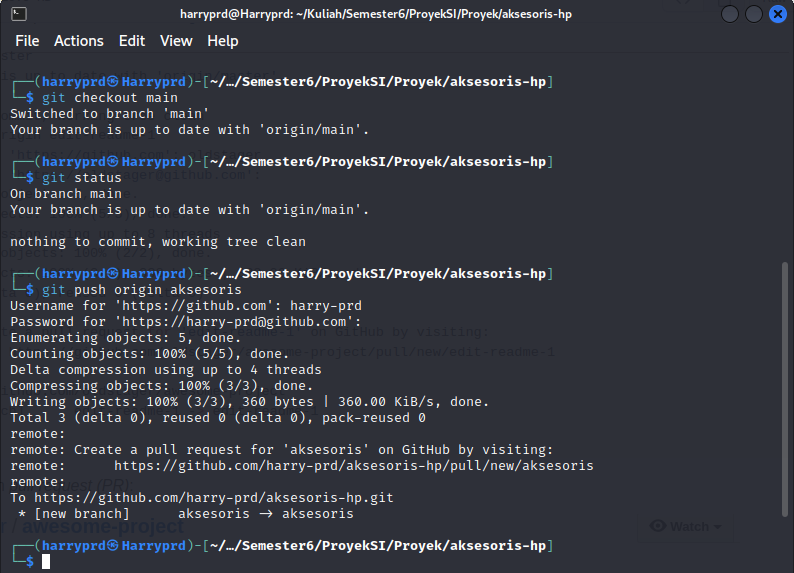 harryprd@Harryprd: ~/Kuliah/Semester6/ProyekSI/Proyek/aksesoris-hp
File Actions Edit View Help
┌──(harryprd㉿Harryprd)-[~/…/Semester6/ProyekSI/Proyek/aksesoris-hp]
└─$ git checkout main
Switched to branch 'main'
Your branch is up to date with 'origin/main'.
┌──(harryprd㉿Harryprd)-[~/…/Semester6/ProyekSI/Proyek/aksesoris-hp]
└─$ git status
On branch main
Your branch is up to date with 'origin/main'.
nothing to commit, working tree clean
┌──(harryprd㉿Harryprd)-[~/…/Semester6/ProyekSI/Proyek/aksesoris-hp]
└─$ git push origin aksesoris
Username for 'https://github.com': harry-prd
Password for 'https://harry-prd@github.com':
Enumerating objects: 5, done.
Counting objects: 100% (5/5), done.
Delta compression using up to 4 threads
Compressing objects: 100% (3/3), done.
Writing objects: 100% (3/3), 360 bytes | 360.00 KiB/s, done.
Total 3 (delta 0), reused 0 (delta 0), pack-reused 0
remote:
remote: Create a pull request for 'aksesoris' on GitHub by visiting:
remote:      https://github.com/harry-prd/aksesoris-hp/pull/new/aksesoris
remote:
To https://github.com/harry-prd/aksesoris-hp.git
 * [new branch]      aksesoris → aksesoris
awesome-project
Watch
┌──(harryprd㉿Harryprd)-[~/…/Semester6/ProyekSI/Proyek/aksesoris-hp]
└─$